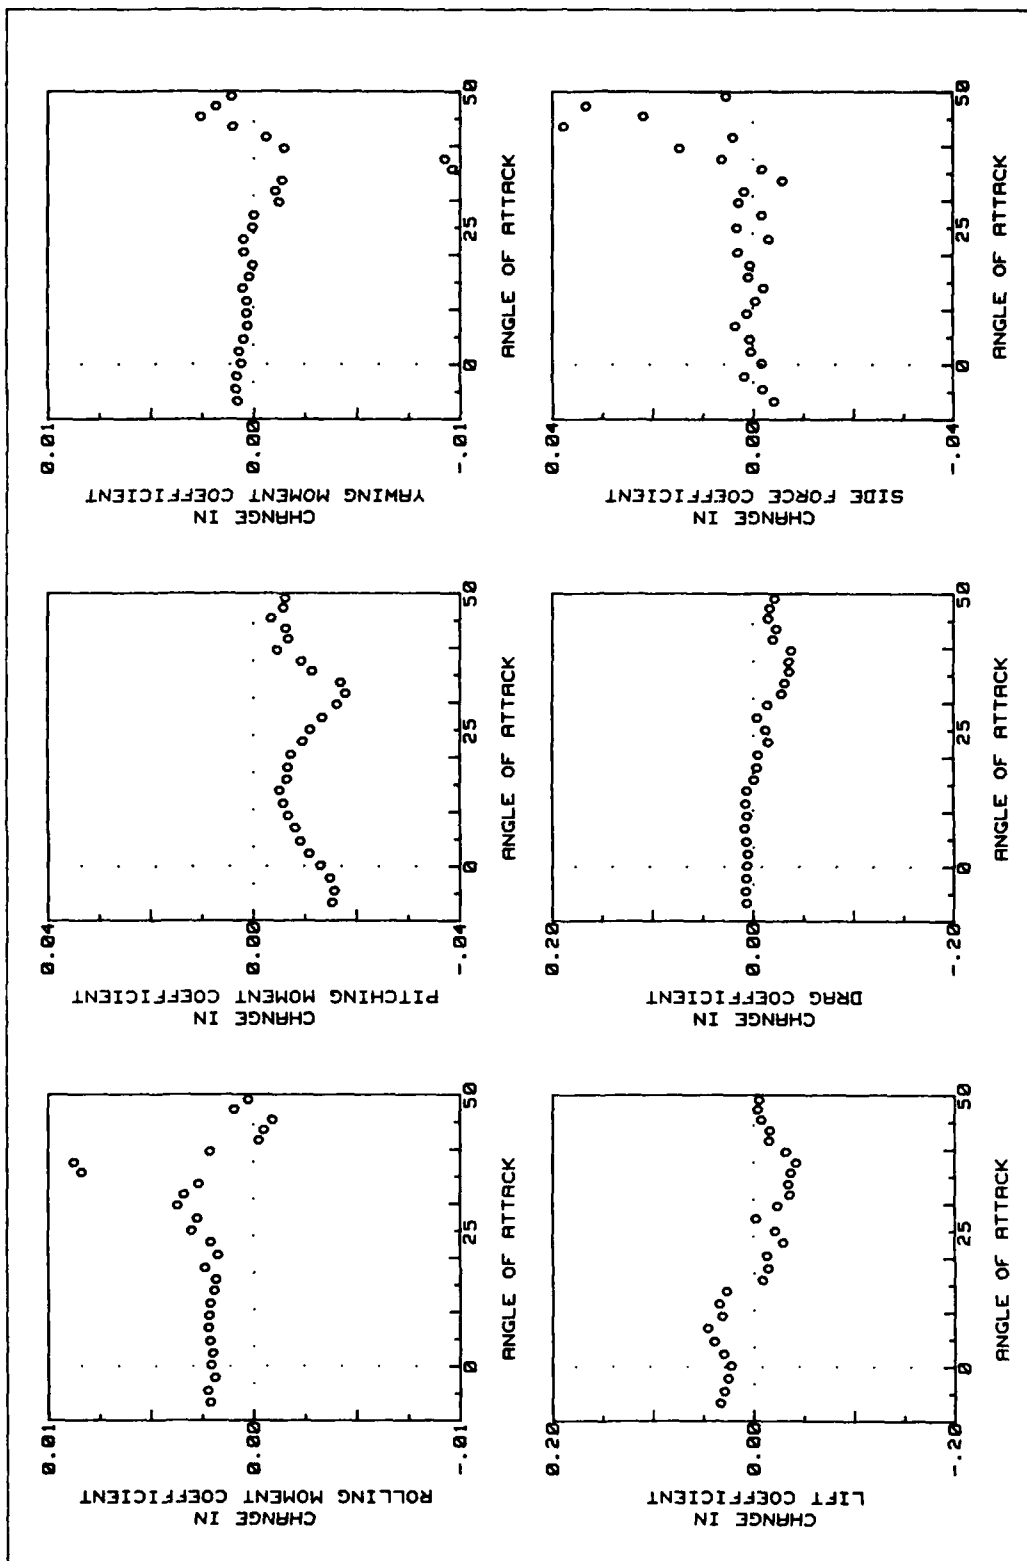 CHANGE IN
ROLLING MOMENT COEFFICIENT
0.01
0.00
-.01
0
25
50
ANGLE OF ATTACK
CHANGE IN
PITCHING MOMENT COEFFICIENT
0.04
0.00
-.04
0
25
50
ANGLE OF ATTACK
CHANGE IN
YAWING MOMENT COEFFICIENT
0.01
0.00
-.01
0
25
50
ANGLE OF ATTACK
CHANGE IN
LIFT COEFFICIENT
0.20
0.00
-.20
0
25
50
ANGLE OF ATTACK
CHANGE IN
DRAG COEFFICIENT
0.20
0.00
-.20
0
25
50
ANGLE OF ATTACK
CHANGE IN
SIDE FORCE COEFFICIENT
0.04
0.00
-.04
0
25
50
ANGLE OF ATTACK